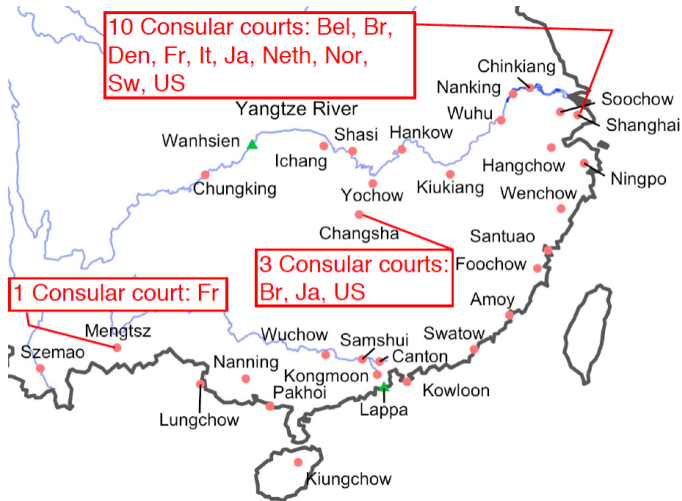 10 Consular courts: Bel, Br,
Den, Fr, It, Ja, Neth, Nor,
Sw, US
Chinkiang
Nanking
Soochow
Yangtze River
Wuhu
Shanghai
Wanhsien
Shasi
Hankow
Ichang
Hangchow
Chungking
Yochow
Kiukiang
Ningpo
Wenchow
Changsha
Santuao
3 Consular courts:
Br, Ja, US
Foochow
1 Consular court: Fr
Amoy
Mengtsz
Wuchow
Samshui
Swatow
Szemao
Nanning
Canton
Kongmoon
Kowloon
Pakhoi
Lappa
Lungchow
Kiungchow